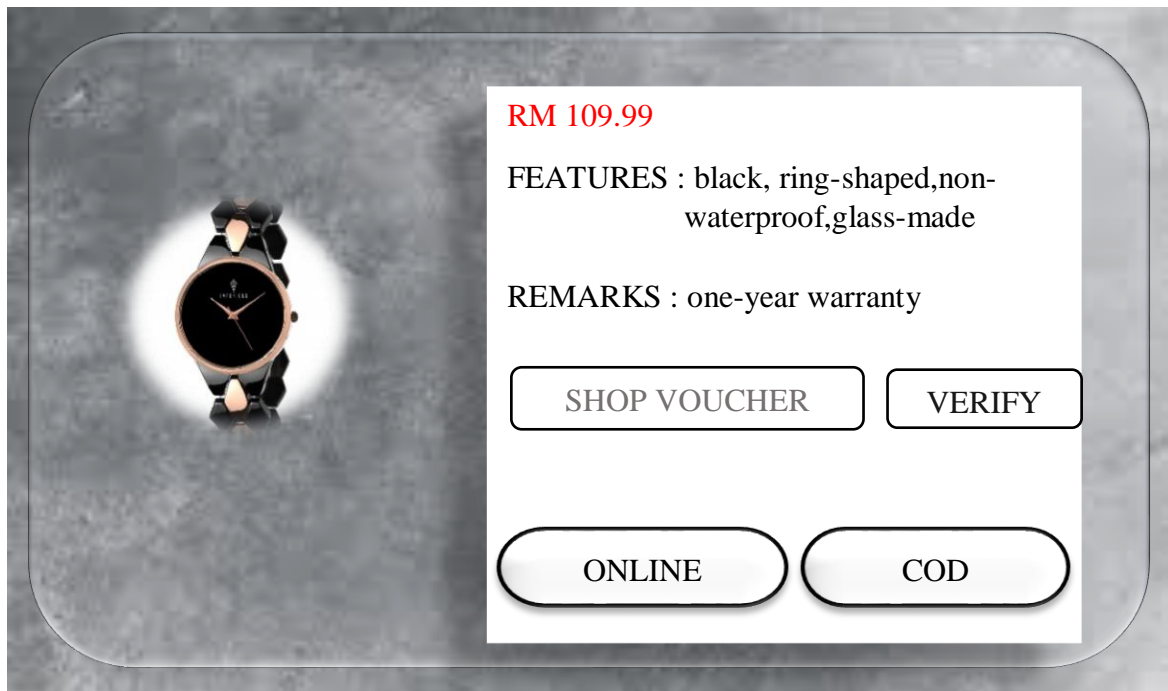 RM 109.99
FEATURES : black, ring-shaped,non-
waterproof,glass-made
REMARKS : one-year warranty
SHOP VOUCHER
VERIFY
ONLINE
COD